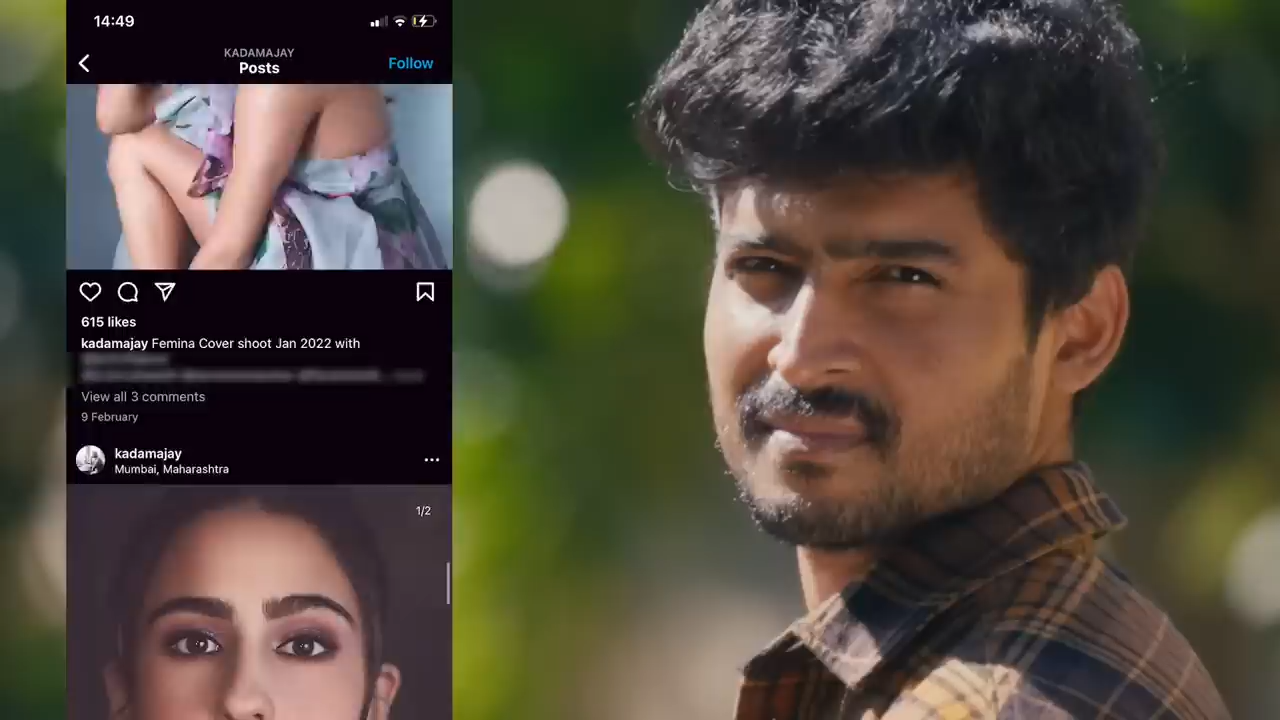 14:49
KADAMAJAY
Posts
Follow
615 likes
kadamajay Femina Cover shoot Jan 2022 with
View all 3 comments
9 February
kadamajay
Mumbai, Maharashtra
1/2